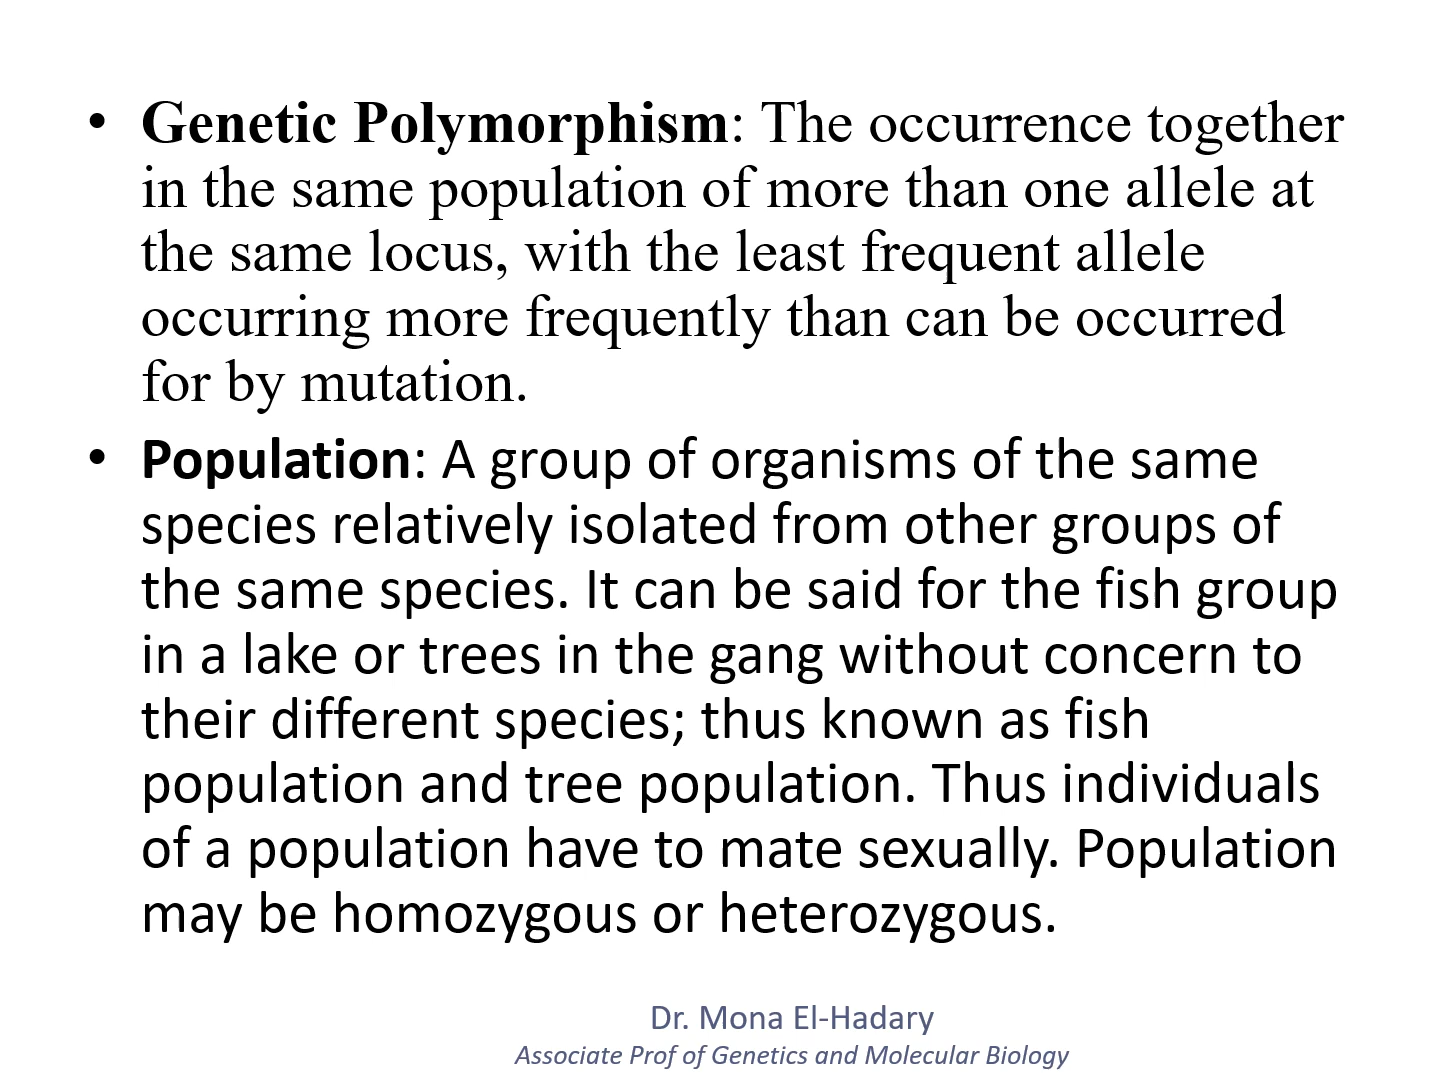 • Genetic Polymorphism: The occurrence together
in the same population of more than one allele at
the same locus, with the least frequent allele
occurring more frequently than can be occurred
for by mutation.
• Population: A group of organisms of the same
species relatively isolated from other groups of
the same species. It can be said for the fish group
in a lake or trees in the gang without concern to
their different species; thus known as fish
population and tree population. Thus individuals
of a population have to mate sexually. Population
may be homozygous or heterozygous.
Dr. Mona El-Hadary
Associate Prof of Genetics and Molecular Biology